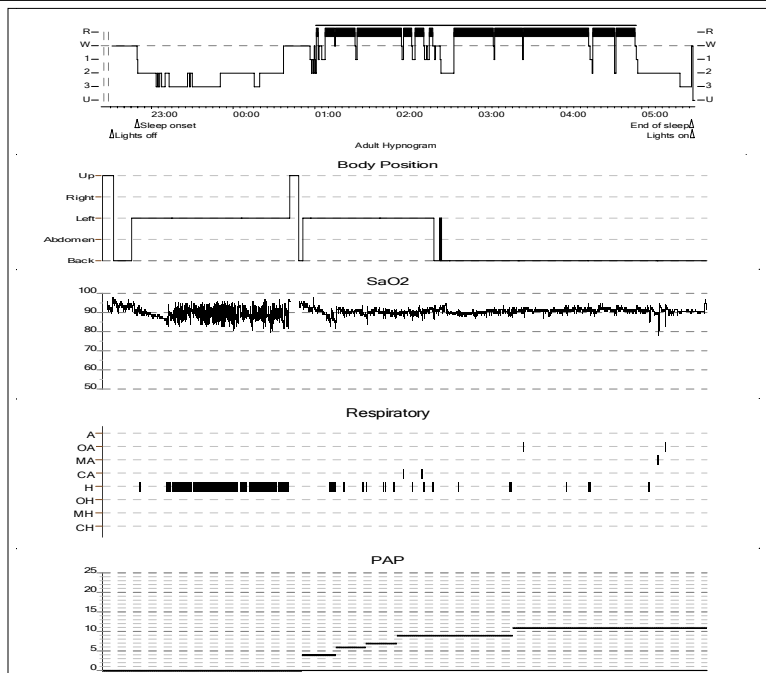 R R
W W
1 1
2 2
3 3
U U
23:00 00:00 01:00 02:00 03:00 04:00 05:00
Sleep onset End of sleep
Lights off Lights on
Adult Hypnogram
Body Position
Up
Right
Left
Abdomen
Back
SaO2
100
90
80
70
60
50
Respiratory
A
OA
MA
CA
H
OH
MH
CH
PAP
25
20
15
10
5
0